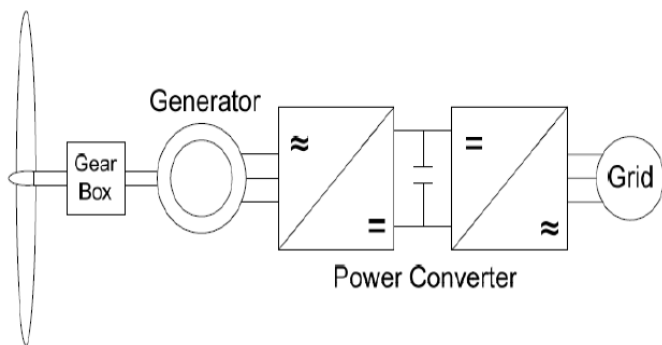 Generator
Gear
Box
≈
=
=
≈
Grid
Power Converter